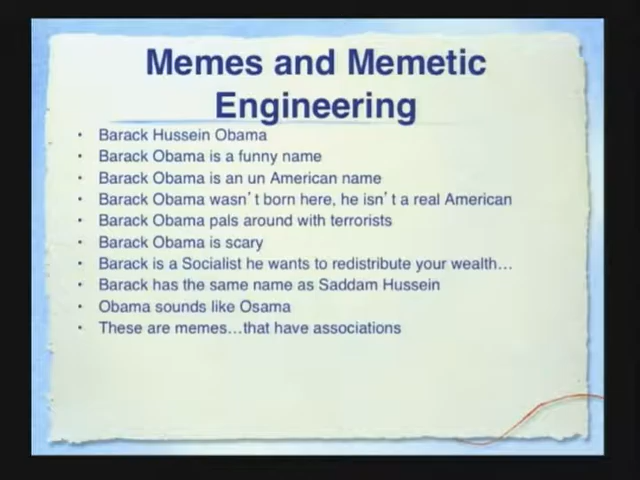 Memes and Memetic
Engineering
• Barack Hussein Obama
• Barack Obama is a funny name
• Barack Obama is an un American name
• Barack Obama wasn't born here, he isn't a real American
• Barack Obama pals around with terrorists
• Barack Obama is scary
• Barack is a Socialist he wants to redistribute your wealth…
• Barack has the same name as Saddam Hussein
• Obama sounds like Osama
• These are memes…that have associations